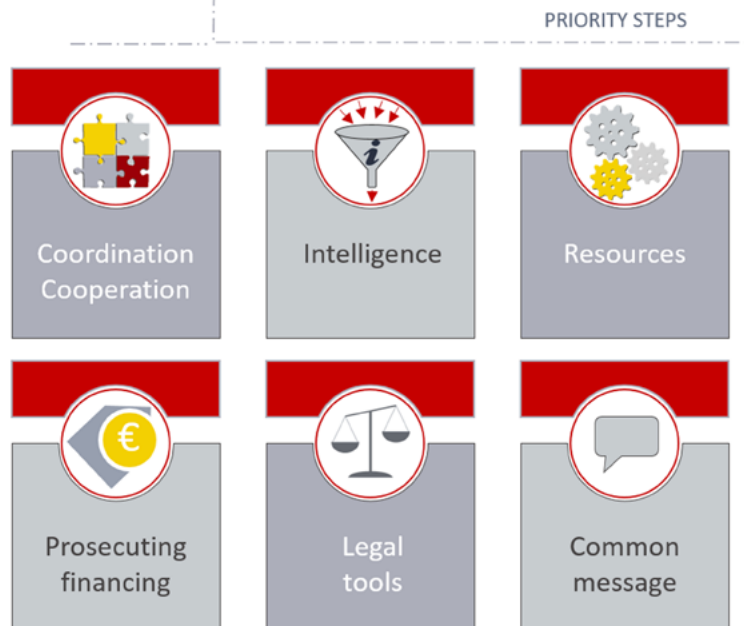 PRIORITY STEPS
Coordination
Cooperation
Intelligence
Resources
Prosecuting
financing
Legal
tools
Common
message
i
€